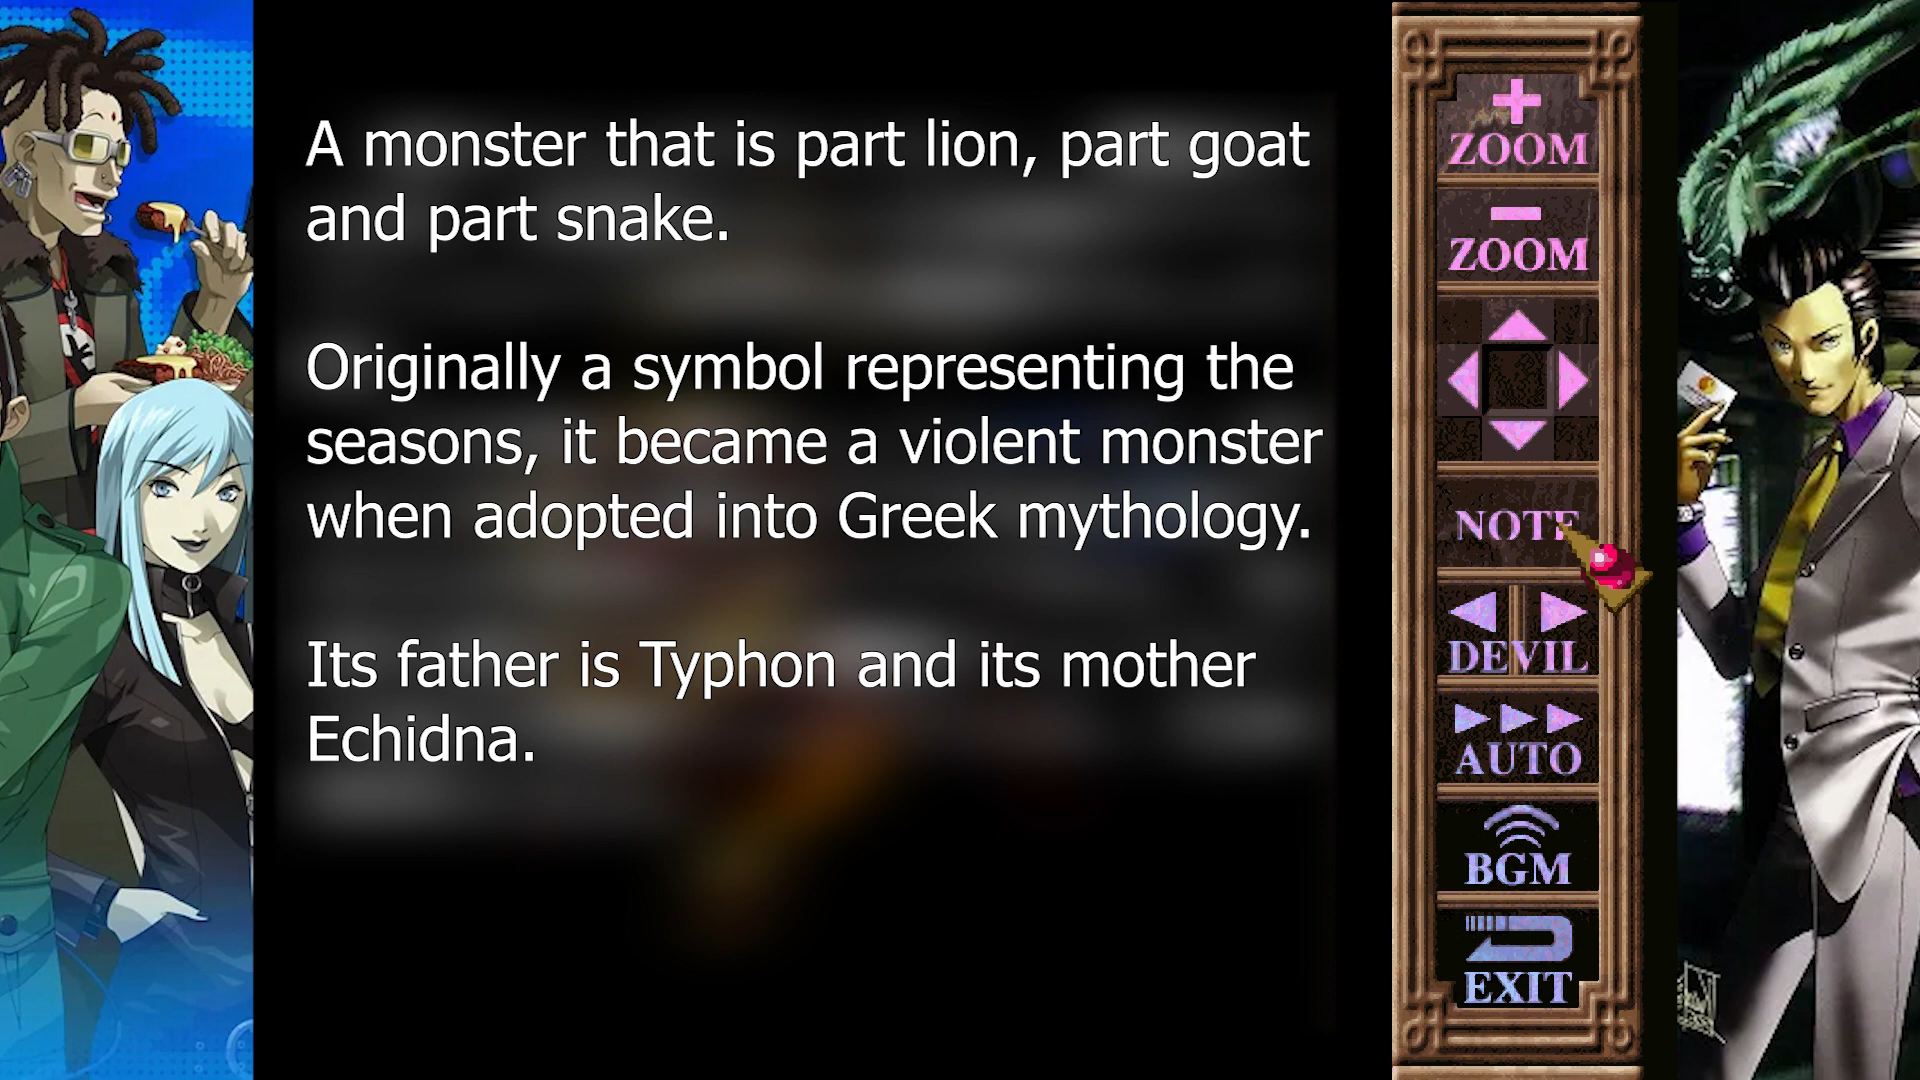 A monster that is part lion, part goat
and part snake.
Originally a symbol representing the
seasons, it became a violent monster
when adopted into Greek mythology.
Its father is Typhon and its mother
Echidna.
ZOOM
ZOOM
NOTE
DEVIL
AUTO
BGM
EXIT